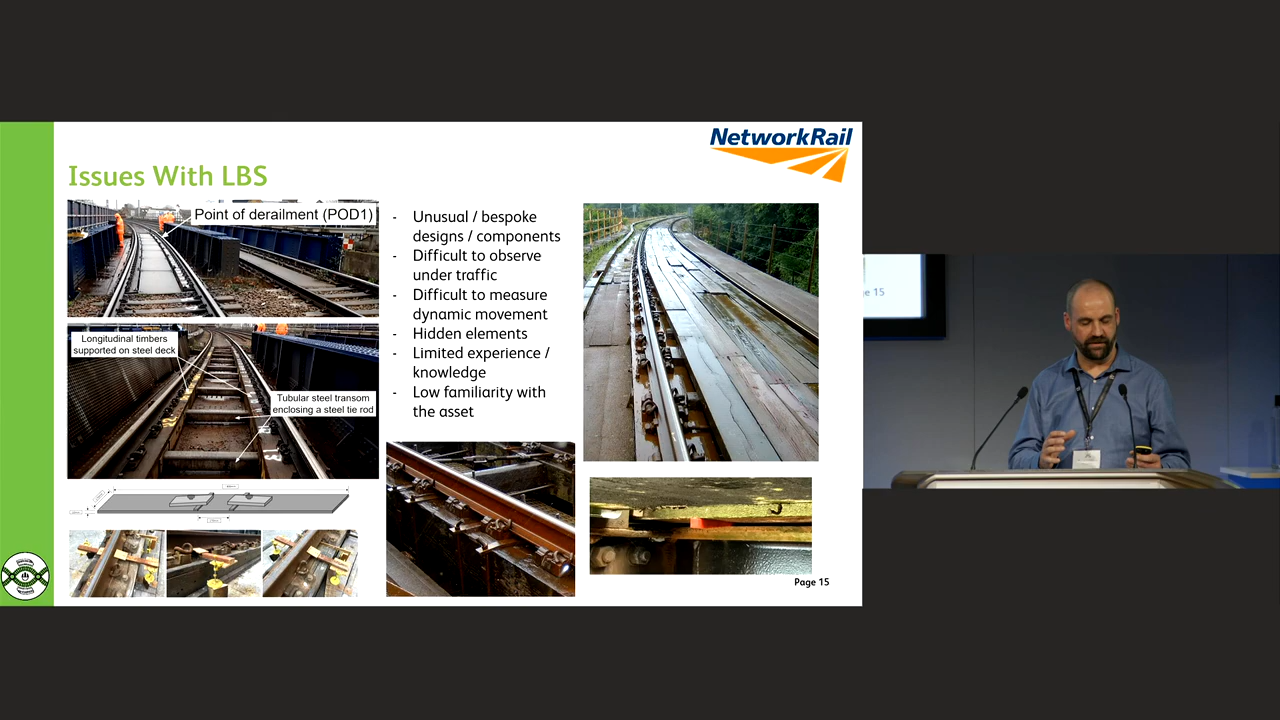 NetworkRail
Issues With LBS
Point of derailment (POD1)
Longitudinal timbers
supported on steel deck
Tubular steel transom
enclosing a steel tie rod
- Unusual / bespoke
designs / components
- Difficult to observe
under traffic
- Difficult to measure
dynamic movement
- Hidden elements
- Limited experience /
knowledge
- Low familiarity with
the asset
Page 15
ge 15